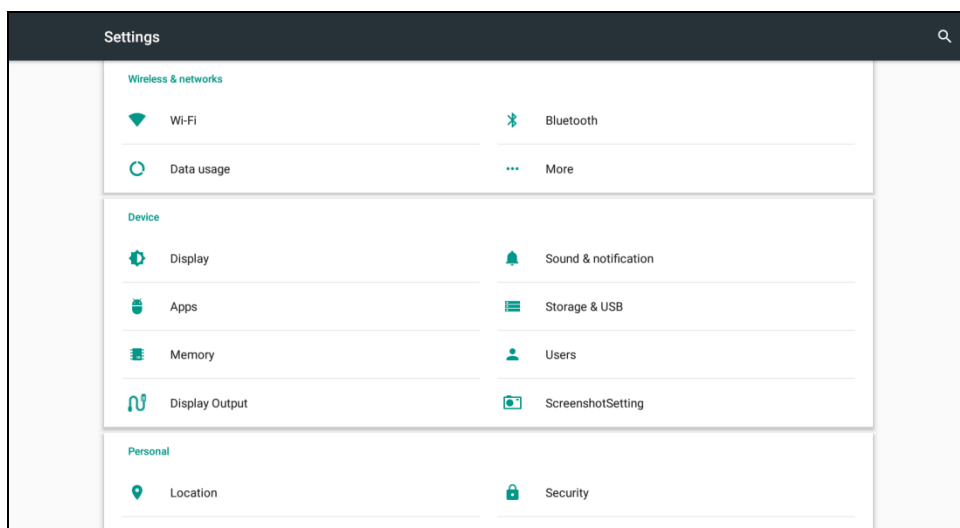 Settings
Wireless & networks
Wi-Fi
Bluetooth
Data usage
More
Device
Display
Sound & notification
Apps
Storage & USB
Memory
Users
Display Output
ScreenshotSetting
Personal
Location
Security